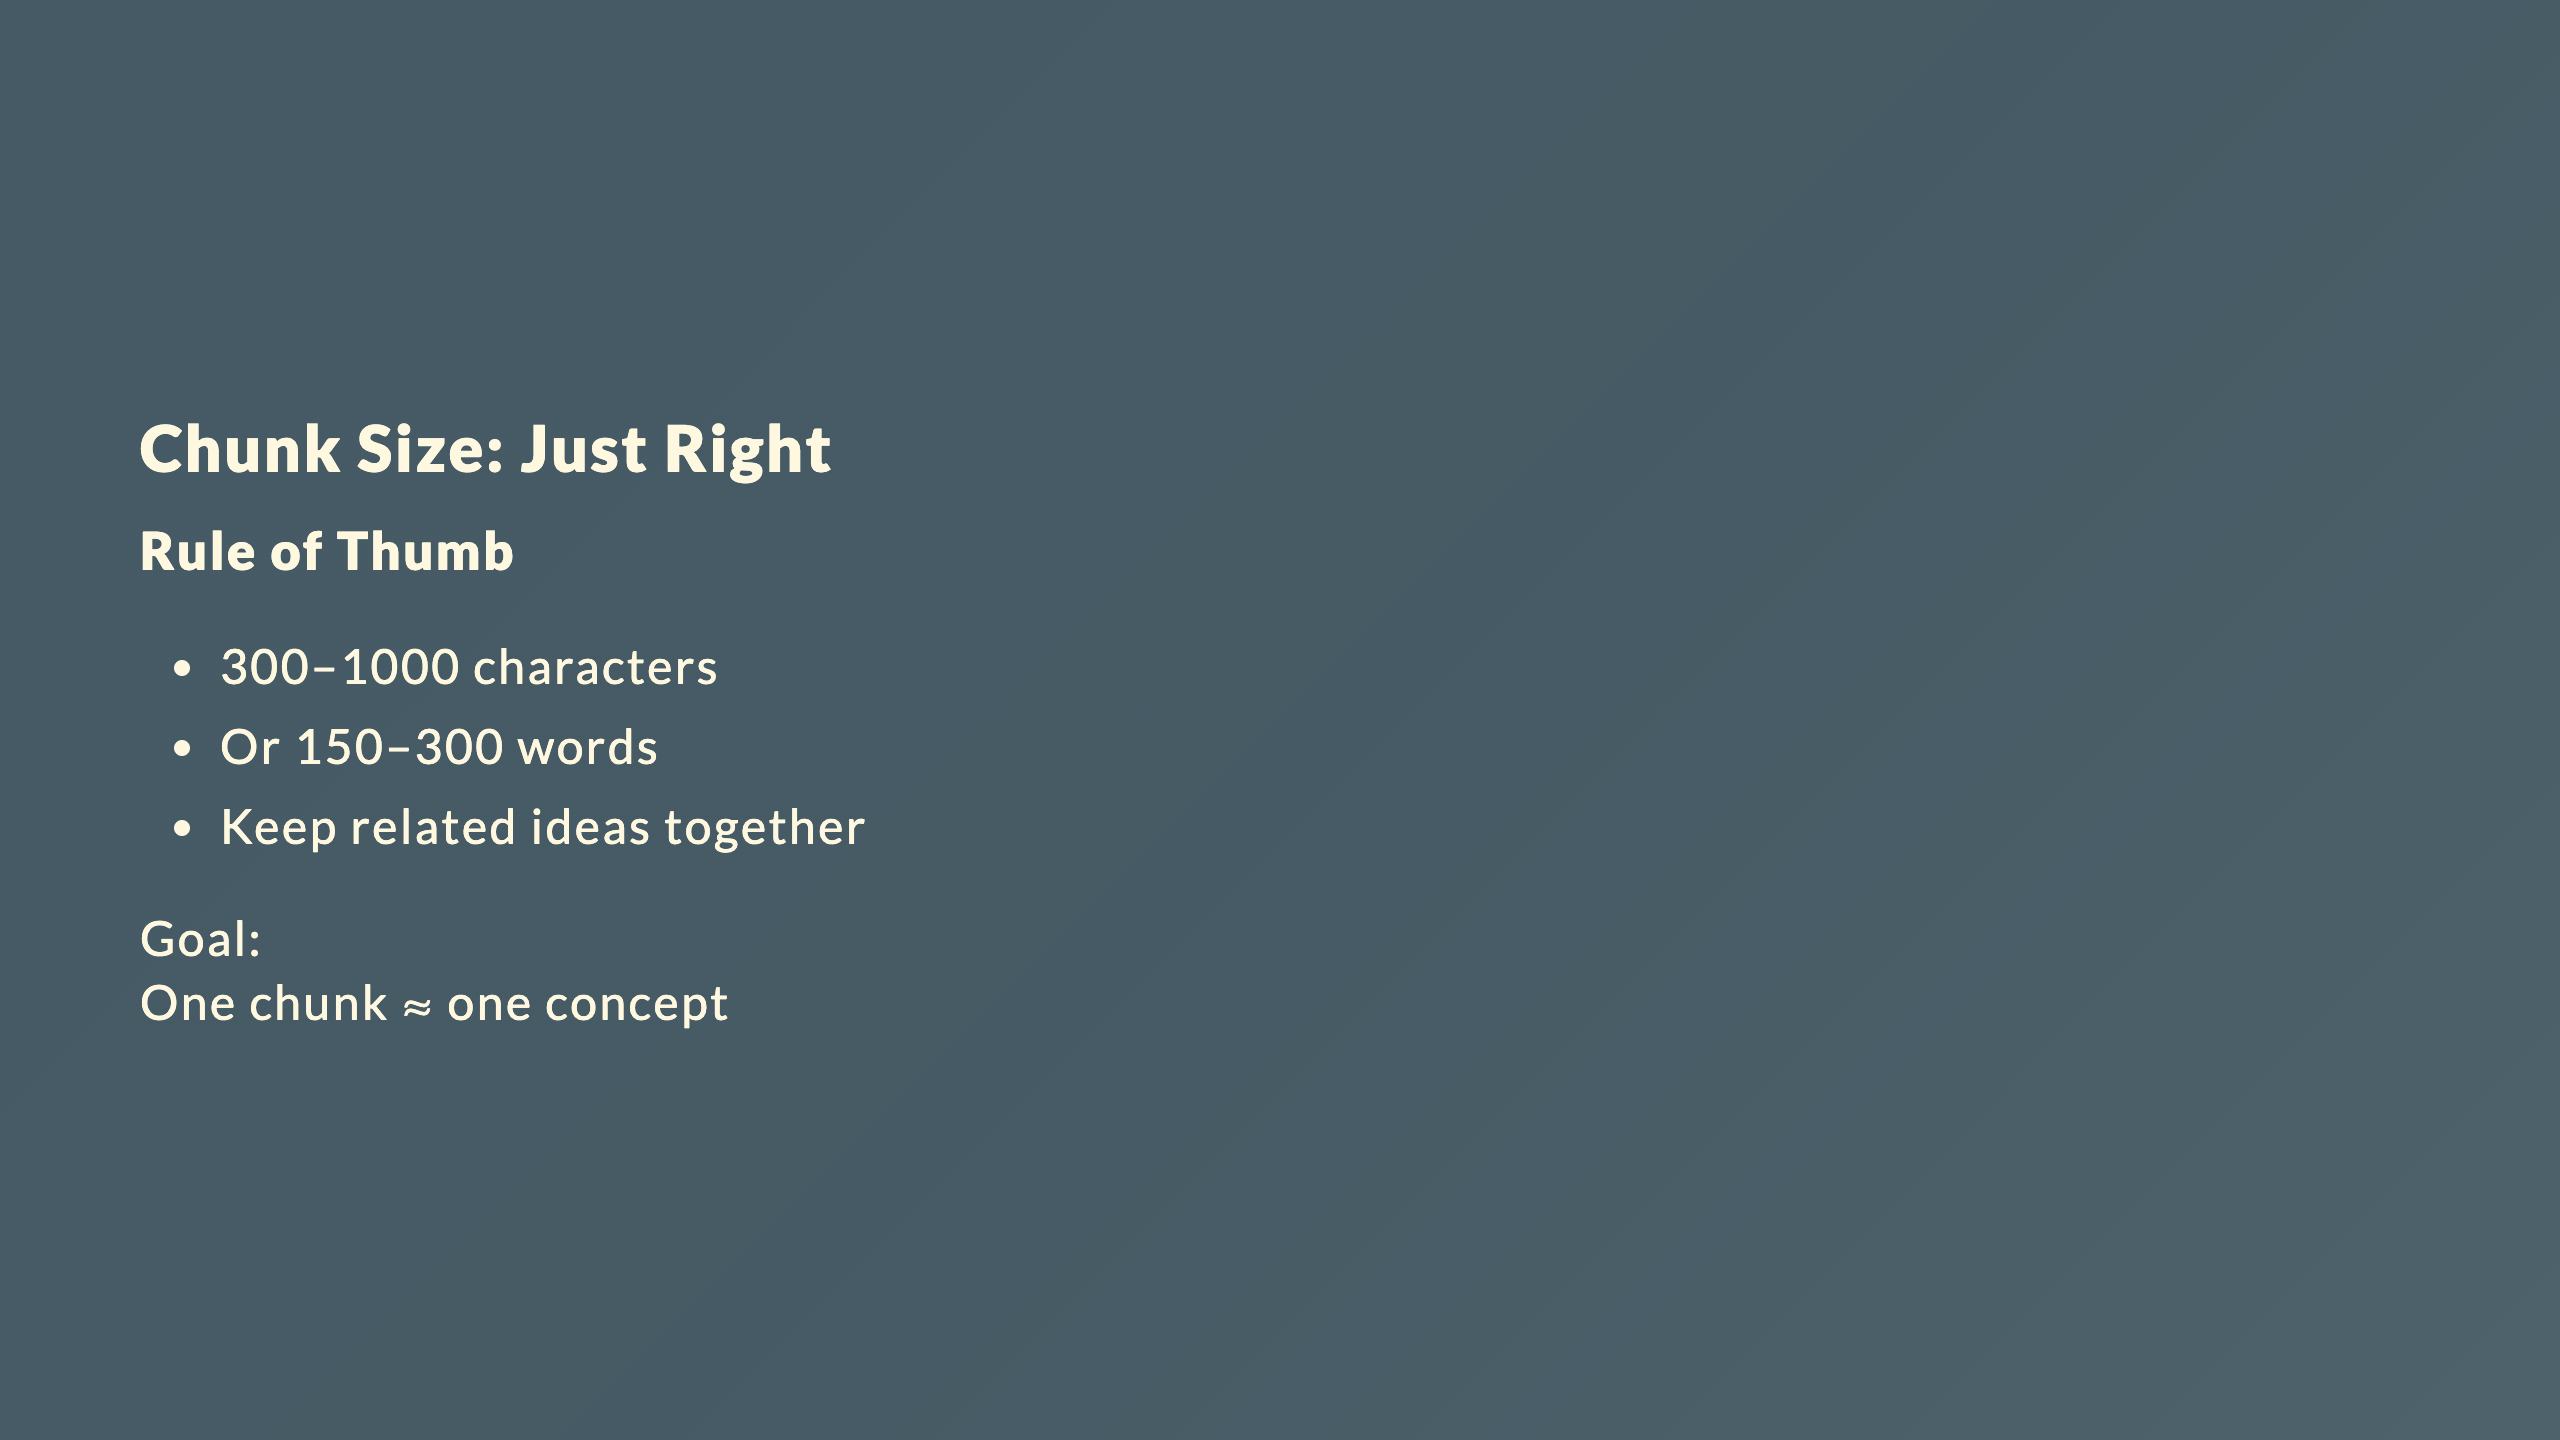 Chunk Size: Just Right
Rule of Thumb
• 300–1000 characters
• Or 150–300 words
• Keep related ideas together
Goal:
One chunk ≈ one concept